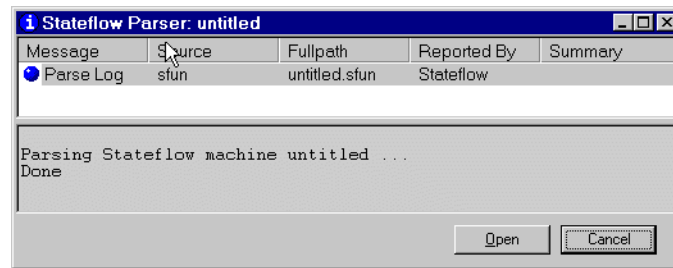 Stateflow Parser: untitled
Message Source Fullpath Reported By Summary
Parse Log sfun untitled.sfun Stateflow
Parsing Stateflow machine untitled ...
Done
Open Cancel